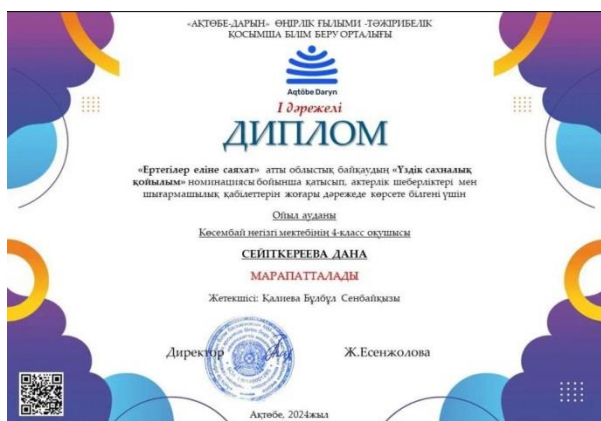 «АҚТӨБЕ-ДАРЫН» ӨҢІРЛІК ҒЫЛЫМИ -ТӘЖІРИБЕЛІК
ҚОСЫМША БІЛІМ БЕРУ ОРТАЛЫҒЫ
Aqtöbe Daryn
І дәрежелі
ДИПЛОМ
«Ертегілер еліне саяхат» атты облыстық байқаудың «Үздік сахналық
қойылым» номинациясы бойынша қатысып, актерлік шеберліктері мен
шығармашылық қабілеттерін жоғары дәрежеде көрсете білгені үшін
Ойыл ауданы
Көсембай негізгі мектебінің 4-класс оқушысы
СЕЙІТКЕРЕЕВА ДАНА
МАРАПАТТАЛАДЫ
Жетекшісі: Қалиева Бұлбұл Сенбайқызы
Директор Ж.Есенжолова
Ақтөбе, 2024жыл